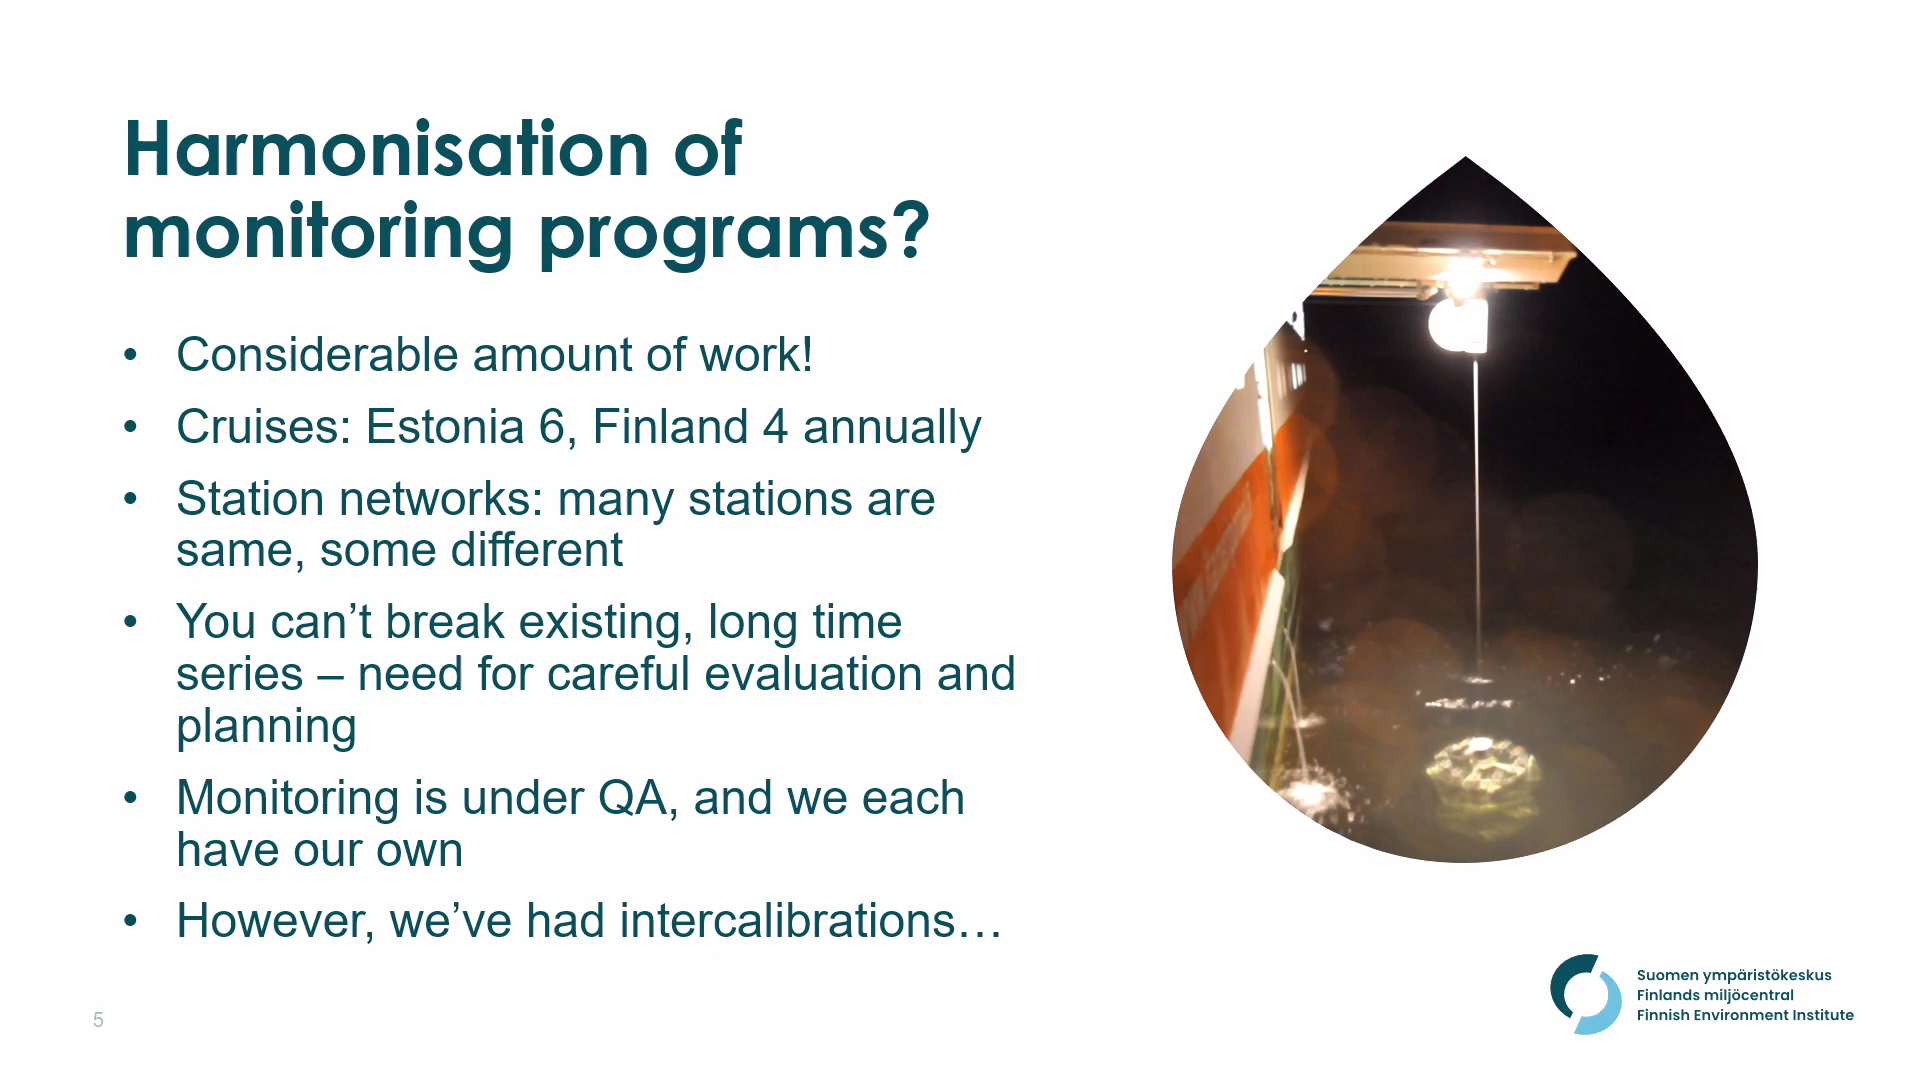 Harmonisation of
monitoring programs?
• Considerable amount of work!
• Cruises: Estonia 6, Finland 4 annually
• Station networks: many stations are
same, some different
• You can’t break existing, long time
series – need for careful evaluation and
planning
• Monitoring is under QA, and we each
have our own
• However, we’ve had intercalibrations…
5
Suomen ympäristökeskus
Finlands miljöcentral
Finnish Environment Institute